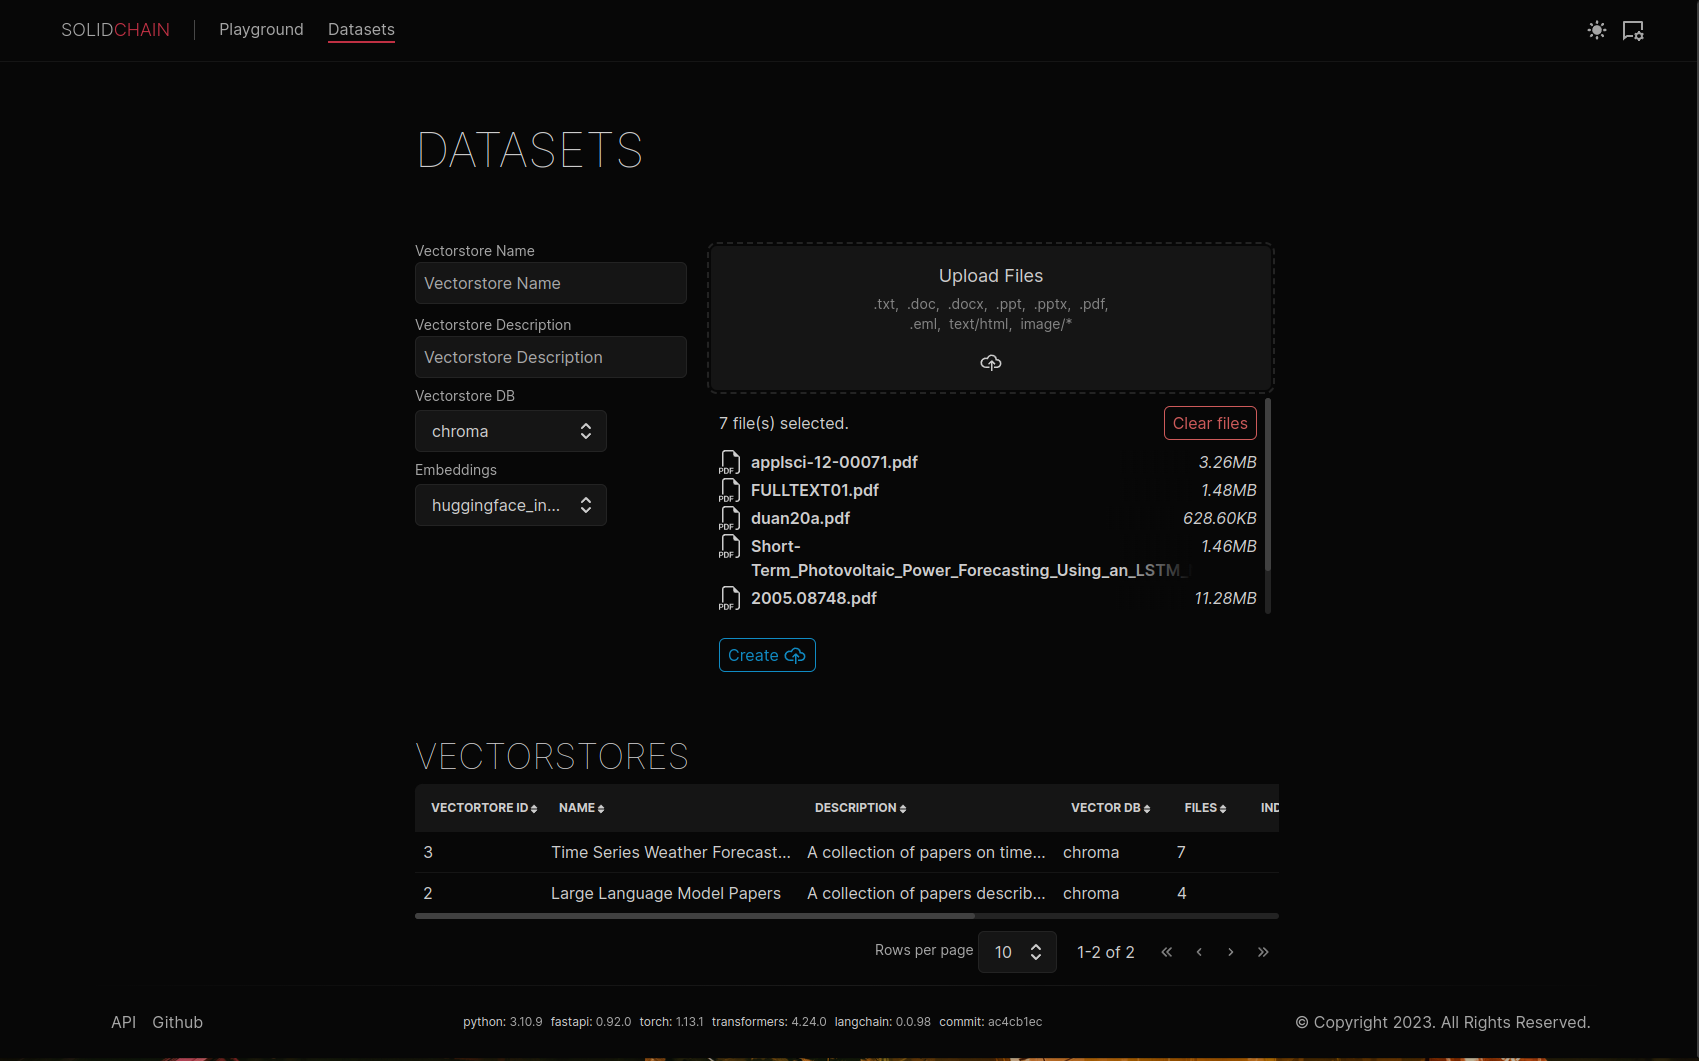 SOLIDCHAIN Playground Datasets
DATASETS
Vectorstore Name
Vectorstore Name
Vectorstore Description
Vectorstore Description
Vectorstore DB
chroma
Embeddings
huggingface_in...
Upload Files
.txt, .doc, .docx, .ppt, .pptx, .pdf,
.eml, text/html, image/*
7 file(s) selected. Clear files
PDF applsci-12-00071.pdf 3.26MB
PDF FULLTEXT01.pdf 1.48MB
PDF duan20a.pdf 628.60KB
PDF Short- 1.46MB
Term_Photovoltaic_Power_Forecasting_Using_an_LSTM_
PDF 2005.08748.pdf 11.28MB
Create
VECTORSTORES
VECTORTORE ID NAME DESCRIPTION VECTOR DB FILES IND
3 Time Series Weather Forecast... A collection of papers on time... chroma 7
2 Large Language Model Papers A collection of papers describ... chroma 4
Rows per page 10 1-2 of 2 « ‹ › »
API Github python: 3.10.9 fastapi: 0.92.0 torch: 1.13.1 transformers: 4.24.0 langchain: 0.0.98 commit: ac4cb1ec © Copyright 2023. All Rights Reserved.